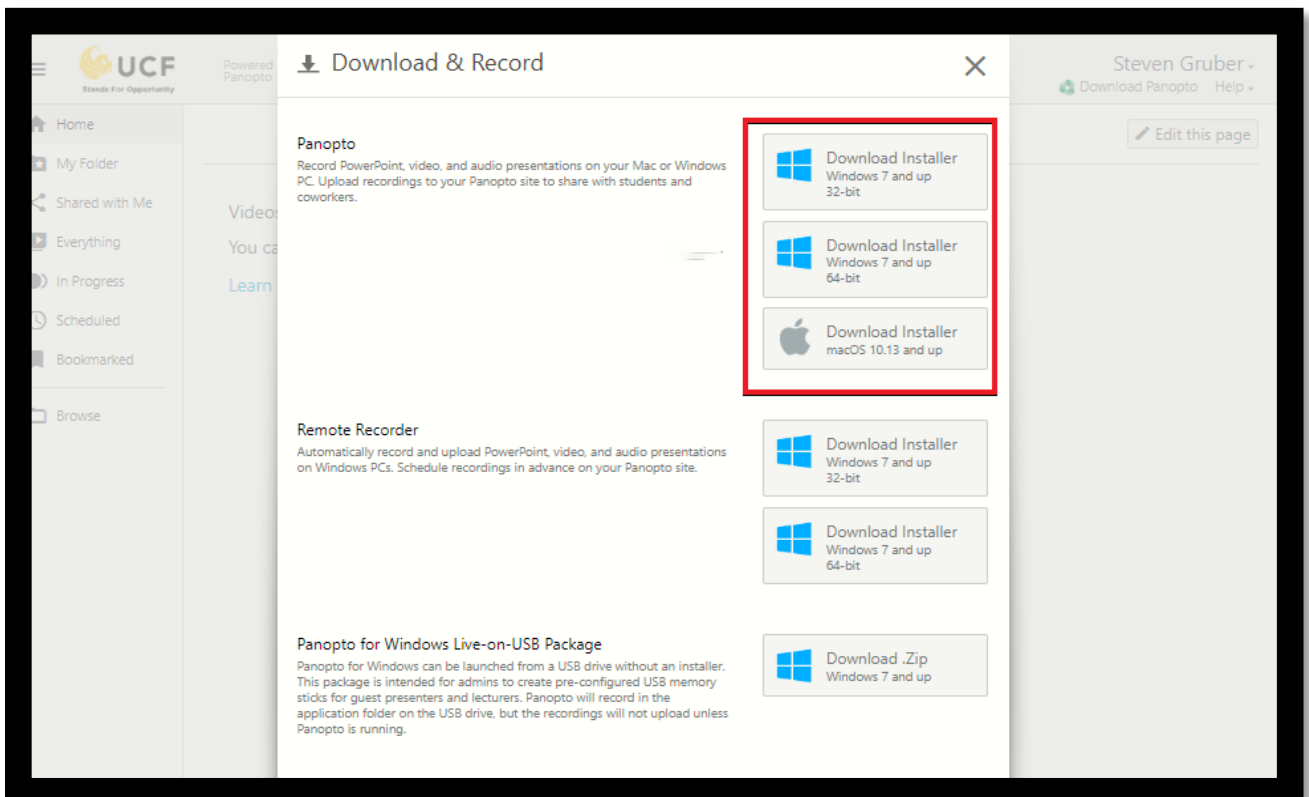 UCF
Stands For Opportunity
Powered
Panopto
Download & Record
Steven Gruber
Download Panopto Help
Home
My Folder
Shared with Me
Everything
In Progress
Scheduled
Bookmarked
Browse
Edit this page
Videos
You ca
Learn
Panopto
Record PowerPoint, video, and audio presentations on your Mac or Windows
PC. Upload recordings to your Panopto site to share with students and
coworkers.
Download Installer
Windows 7 and up
32-bit
Download Installer
Windows 7 and up
64-bit
Download Installer
macOS 10.13 and up
Remote Recorder
Automatically record and upload PowerPoint, video, and audio presentations
on Windows PCs. Schedule recordings in advance on your Panopto site.
Download Installer
Windows 7 and up
32-bit
Download Installer
Windows 7 and up
64-bit
Panopto for Windows Live-on-USB Package
Panopto for Windows can be launched from a USB drive without an installer.
This package is intended for admins to create pre-configured USB memory
sticks for guest presenters and lecturers. Panopto will record in the
application folder on the USB drive, but the recordings will not upload unless
Panopto is running.
Download .Zip
Windows 7 and up